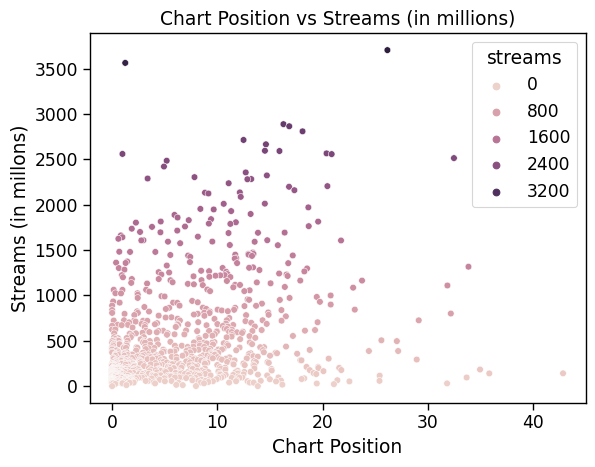 Chart Position vs Streams (in millions)
streams
0
800
1600
2400
3200
3500
3000
2500
2000
1500
1000
500
0
Streams (in millons)
0 10 20 30 40
Chart Position